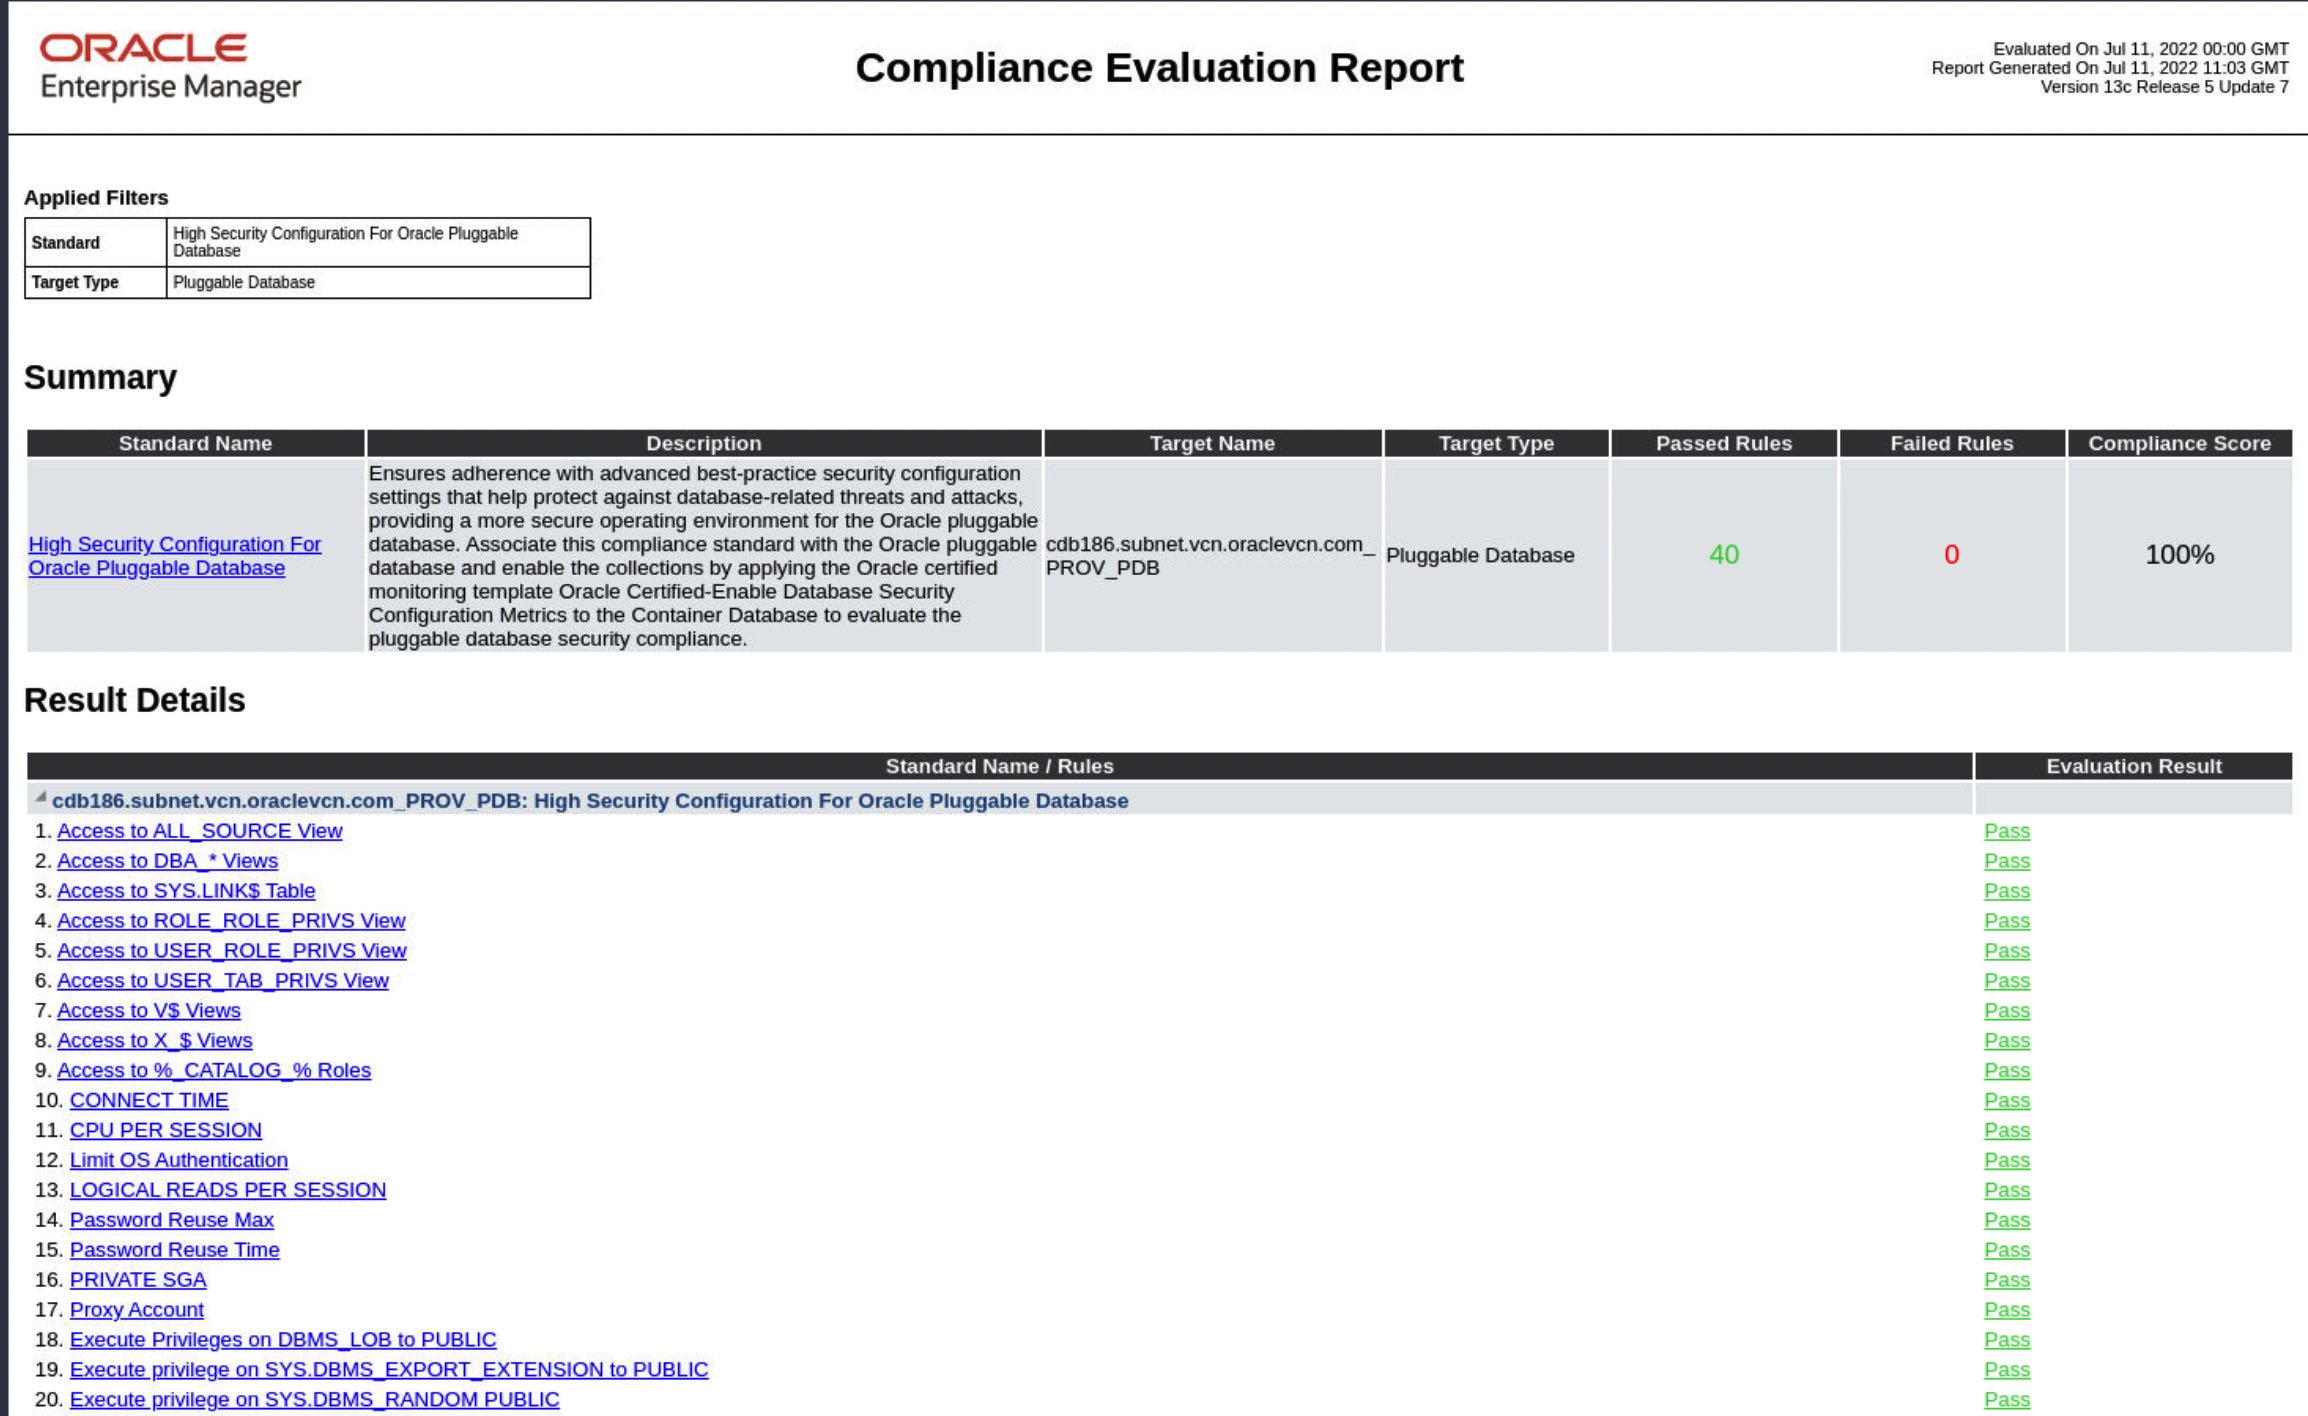 ORACLE
Enterprise Manager
Compliance Evaluation Report
Evaluated On Jul 11, 2022 00:00 GMT
Report Generated On Jul 11, 2022 11:03 GMT
Version 13c Release 5 Update 7
Applied Filters
Standard
High Security Configuration For Oracle Pluggable
Database
Target Type
Pluggable Database
Summary
Standard Name
Description
Target Name
Target Type
Passed Rules
Failed Rules
Compliance Score
High Security Configuration For
Oracle Pluggable Database
Ensures adherence with advanced best-practice security configuration
settings that help protect against database-related threats and attacks,
providing a more secure operating environment for the Oracle pluggable
database. Associate this compliance standard with the Oracle pluggable
database and enable the collections by applying the Oracle certified
monitoring template Oracle Certified-Enable Database Security
Configuration Metrics to the Container Database to evaluate the
pluggable database security compliance.
cdb186.subnet.vcn.oraclevcn.com_
PROV_PDB
Pluggable Database
40
0
100%
Result Details
Standard Name / Rules
Evaluation Result
cdb186.subnet.vcn.oraclevcn.com_PROV_PDB: High Security Configuration For Oracle Pluggable Database
1. Access to ALL_SOURCE View Pass
2. Access to DBA_* Views Pass
3. Access to SYS.LINK$ Table Pass
4. Access to ROLE_ROLE_PRIVS View Pass
5. Access to USER_ROLE_PRIVS View Pass
6. Access to USER_TAB_PRIVS View Pass
7. Access to V$ Views Pass
8. Access to X_$ Views Pass
9. Access to %_CATALOG_% Roles Pass
10. CONNECT TIME Pass
11. CPU PER SESSION Pass
12. Limit OS Authentication Pass
13. LOGICAL READS PER SESSION Pass
14. Password Reuse Max Pass
15. Password Reuse Time Pass
16. PRIVATE SGA Pass
17. Proxy Account Pass
18. Execute Privileges on DBMS_LOB to PUBLIC Pass
19. Execute privilege on SYS.DBMS_EXPORT_EXTENSION to PUBLIC Pass
20. Execute privilege on SYS.DBMS_RANDOM PUBLIC Pass